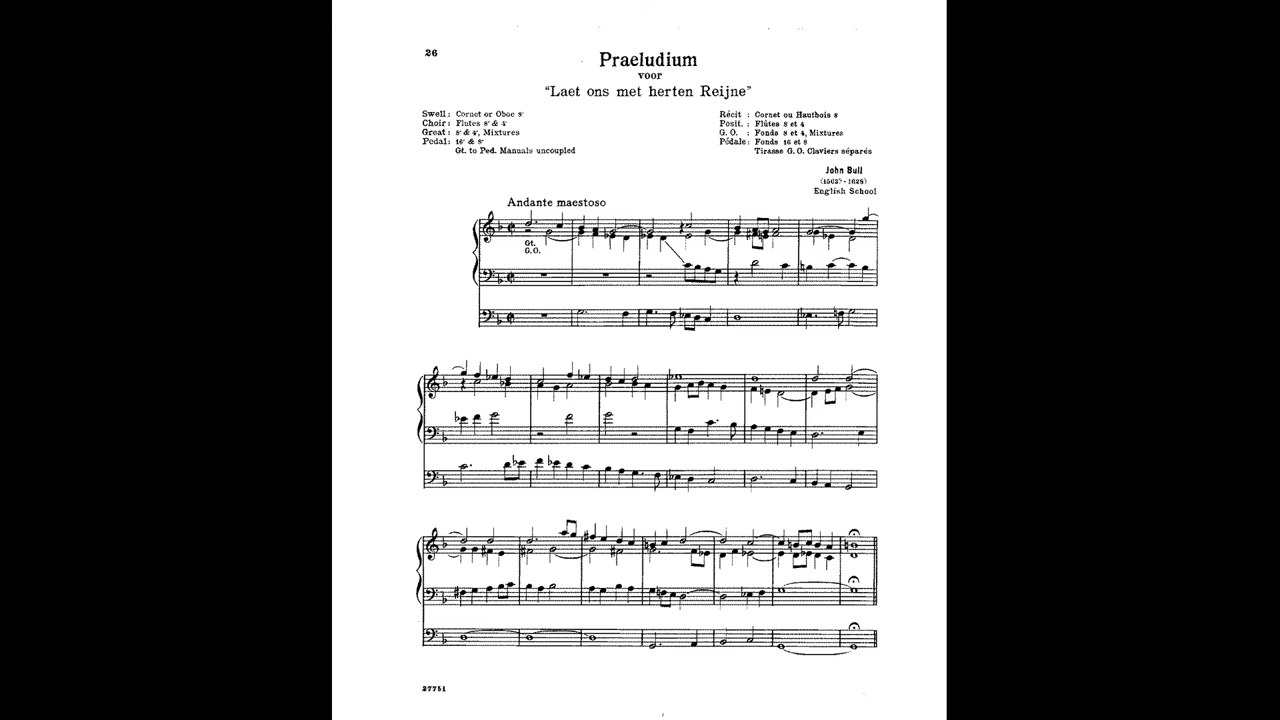 26
Praeludium
voor
"Laet ons met herten Reijne"
Swell: Cornet or Oboe 8'
Choir: Flutes 8' & 4'
Great: 8' & 4', Mixtures
Pedal: 16' & 8'
Gt. to Ped. Manuals uncoupled
Récit : Cornet ou Hautbois 8
Posit. : Flûtes 8 et 4
G. O. : Fonds 8 et 4, Mixtures
Pédale: Fonds 16 et 8
Tirasse G. O. Claviers séparés
John Bull
(1563?-1628)
English School
Andante maestoso
Gt.
G.O.
27751